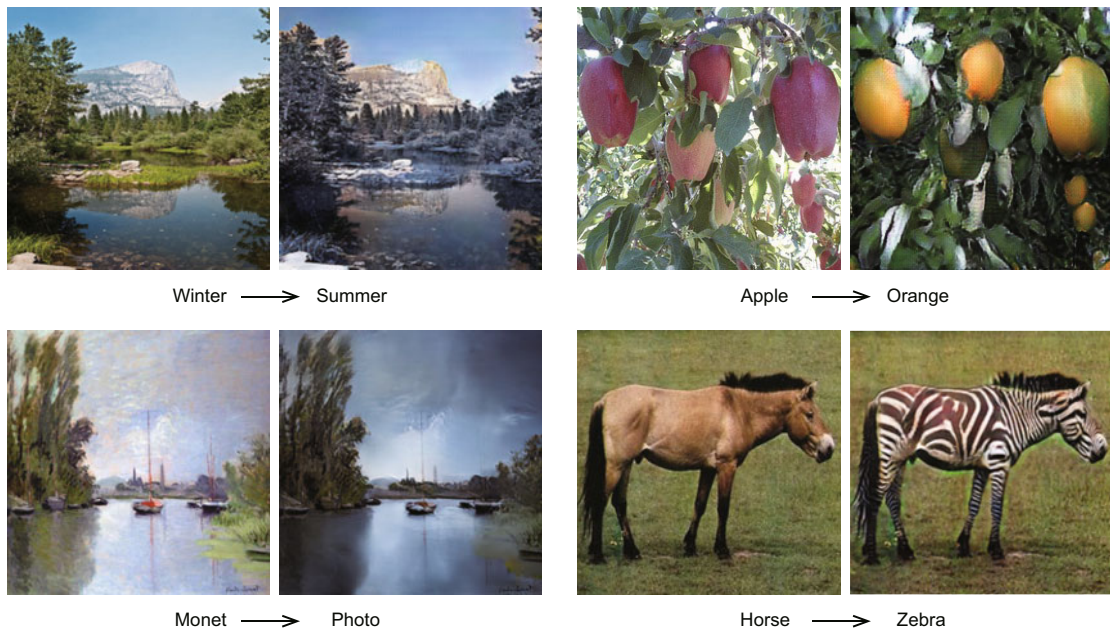 Winter → Summer
Apple → Orange
Monet → Photo
Horse → Zebra